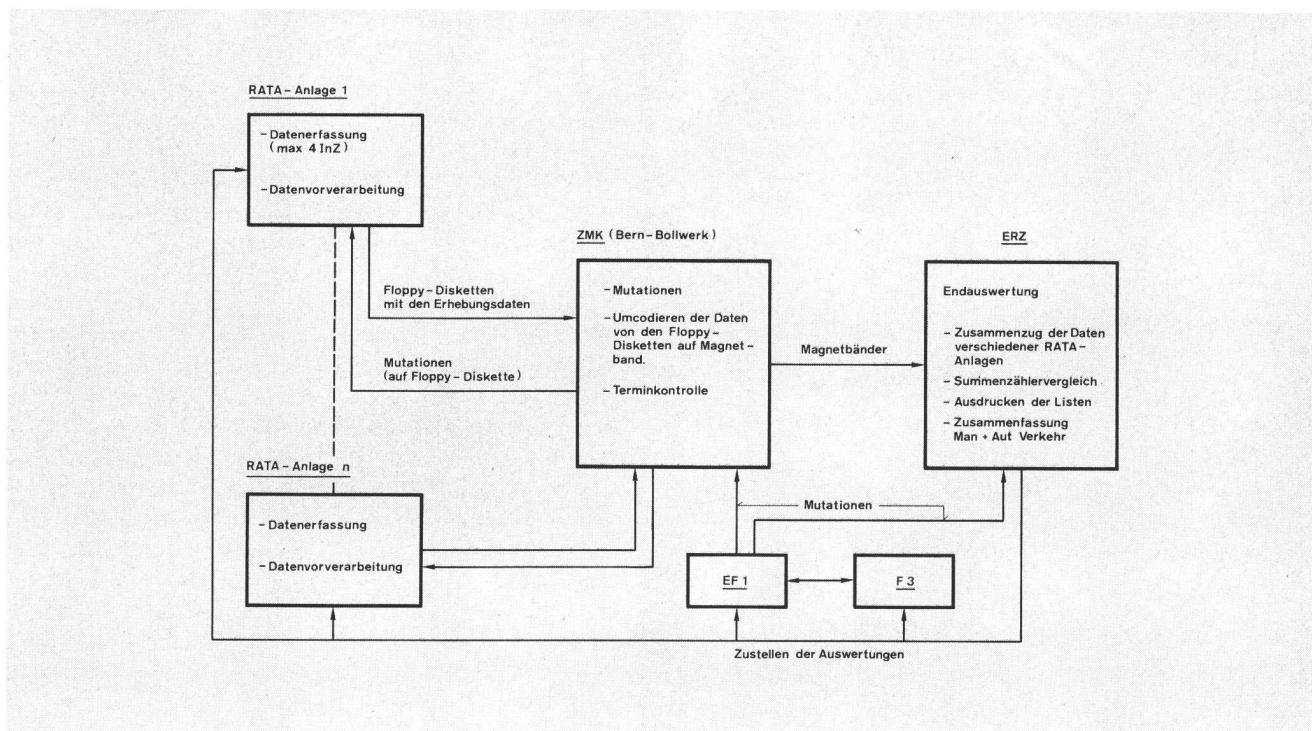 RATA-Anlage 1
- Datenerfassung
(max 4 InZ)
- Datenvorverarbeitung
Floppy-Disketten
mit den Erhebungsdaten
Mutationen
(auf Floppy-Diskette)
RATA-Anlage n
- Datenerfassung
- Datenvorverarbeitung
ZMK (Bern-Bollwerk)
- Mutationen
- Umcodieren der Daten
von den Floppy-
Disketten auf Magnet-
band.
- Terminkontrolle
Magnetbänder
ERZ
Endauswertung
- Zusammenzug der Daten
verschiedener RATA-
Anlagen
- Summenzählervergleich
- Ausdrucken der Listen
- Zusammenfassung
Man + Aut Verkehr
Mutationen
EF 1
F 3
Zustellen der Auswertungen